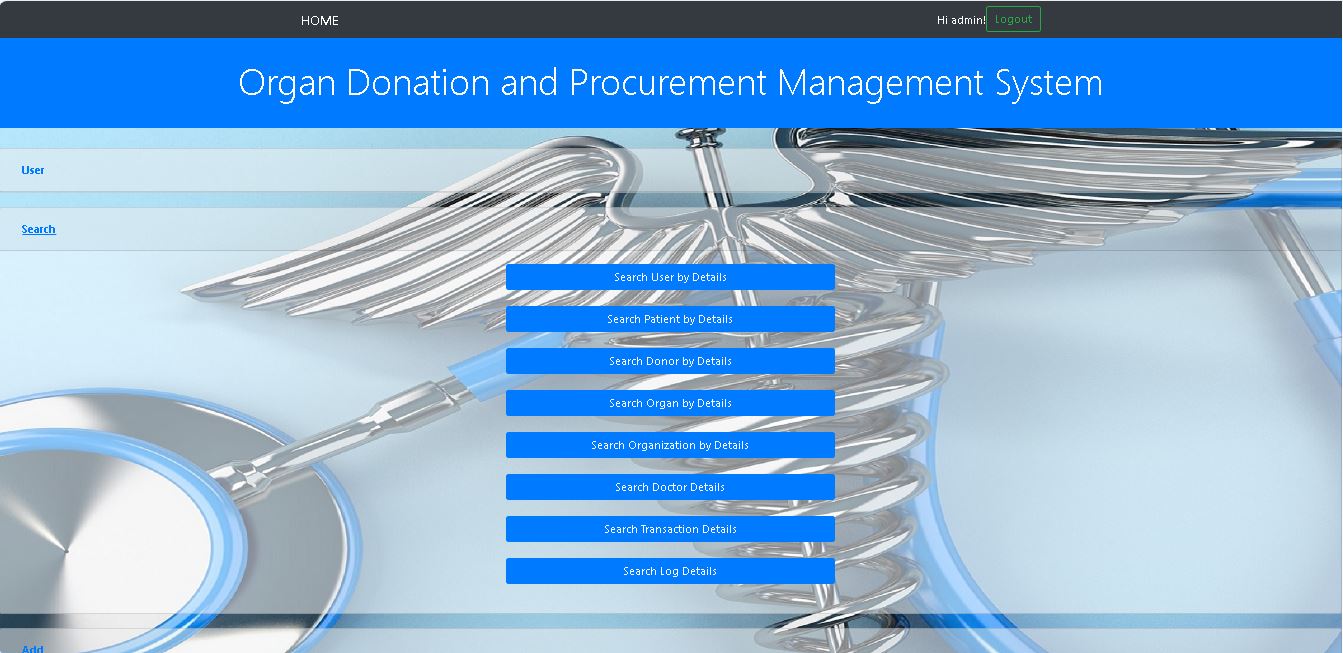 HOME
Hi admin! Logout
Organ Donation and Procurement Management System
User
Search
Search User by Details
Search Patient by Details
Search Donor by Details
Search Organ by Details
Search Organization by Details
Search Doctor Details
Search Transaction Details
Search Log Details
Add